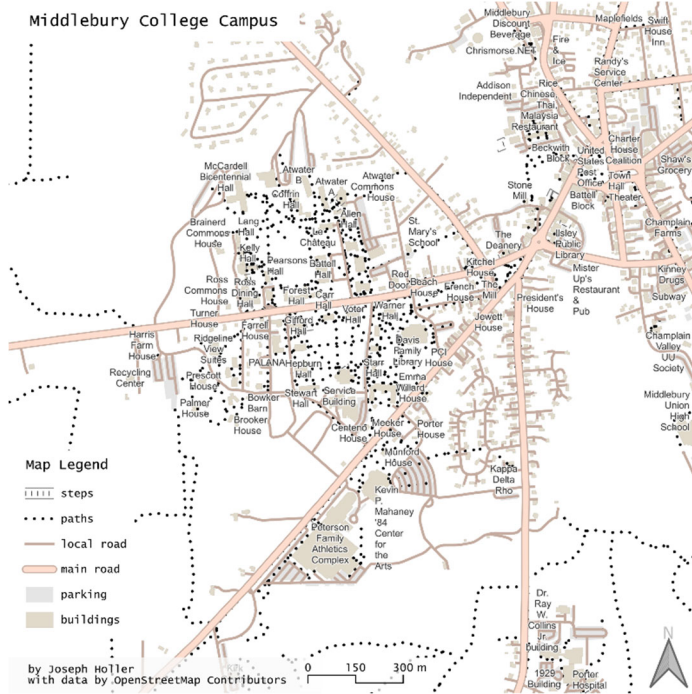 Middlebury College Campus
Middlebury
Discount
Beverage
Maplefields
Swift
House
Inn
Chrismorse.NET
Fire
&
Ice
Randy's
Service
Center
Addison
Independent
Rice
Chinese,
Thai,
Malaysia
Restaurant
Charter
House
Coalition
Beckwith
Block
United
States
Post
Office
Shaw's
Grocery
Town
Hall
Theater
McCardell
Bicentennial
Hall
Atwater
B
Atwater
A
Atwater
Commons
House
Coffrin
Hall
Stone
Mill
Battell
Block
Brainerd
Commons
House
Lang
Hall
Allen
Hall
Le
Château
St.
Mary's
School
The
Deanery
Ilsley
Public
Library
Champlain
Farms
Kelly
Hall
Pearsons
Hall
Battell
Hall
Kitchel
House
Mister
Up's
Restaurant
&
Pub
Kinney
Drugs
Subway
Ross
Commons
House
Ross
Dining
Hall
Forest
Hall
Carr
Hall
Red
Door
Beach
House
French
House
The
Mill
President's
House
Turner
House
Farrell
House
Gifford
Hall
Voter
Hall
Warner
Hall
Jewett
House
Harris
Farm
House
Ridgeline
View
Suites
Davis
Family
Library
PCI
House
Champlain
Valley
UU
Society
Recycling
Center
Prescott
House
PALANA
Hepburn
Hall
Starr
Hall
Emma
Willard
House
Palmer
House
Bowker
Barn
Stewart
Hall
Service
Building
Middlebury
Union
High
School
Brooker
House
Centeno
House
Meeker
House
Porter
House
Munford
House
Kappa
Delta
Rho
Map Legend
steps
paths
local road
main road
parking
buildings
Kevin
P.
Mahaney
'84
Center
for
the
Arts
Peterson
Family
Athletics
Complex
Dr.
Ray
W.
Collins
Jr
building
1929
Building
Porter
Hospital
N
by Joseph Holler
with data by OpenStreetMap Contributors
0 150 300 m